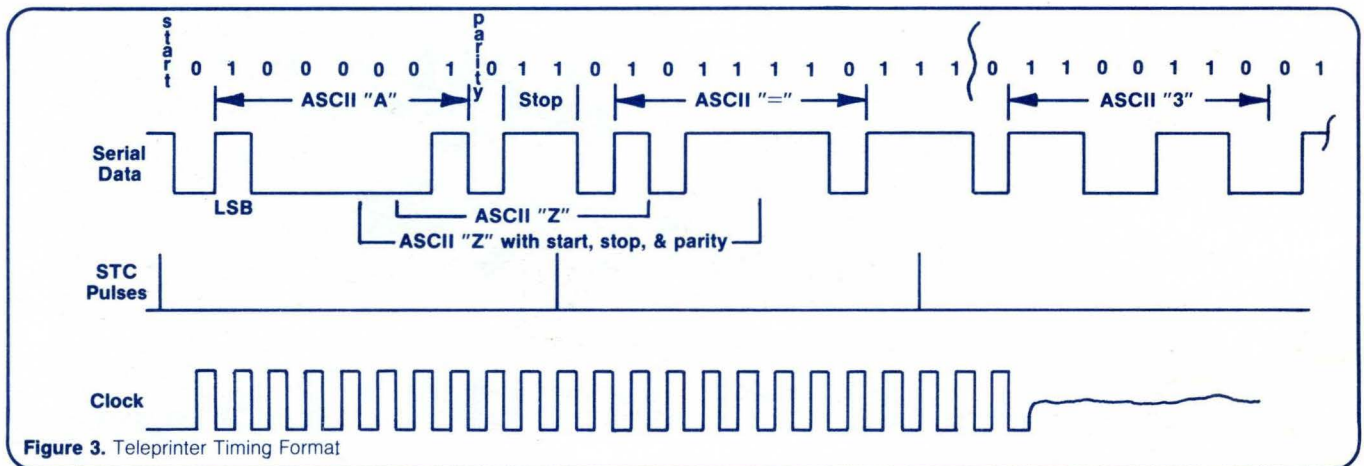 start
parity
0 1 0 0 0 0 0 1 0 1 1 0 1 0 1 1 1 1 0 1 1 1 0 1 1 0 0 1 1 0 0 1
ASCII "A"
Stop
ASCII "="
ASCII "3"
Serial
Data
LSB
ASCII "Z"
ASCII "Z" with start, stop, & parity
STC
Pulses
Clock
Figure 3. Teleprinter Timing Format